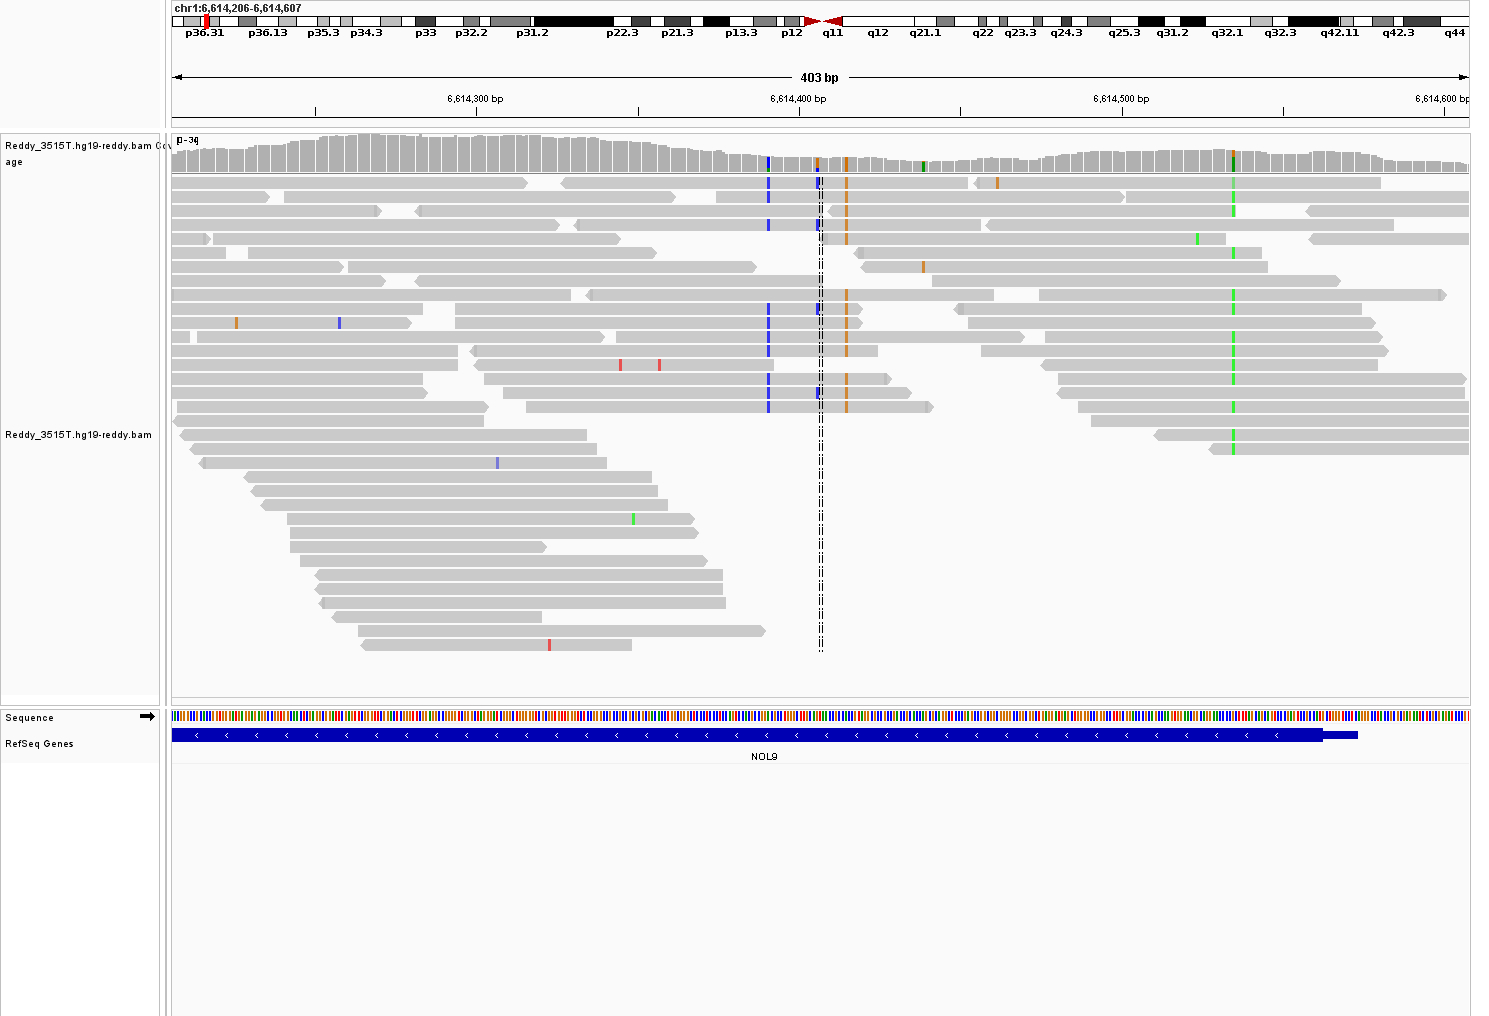 chr1:6,614,206-6,614,607
p36.31 p36.13 p35.3 p34.3 p33 p32.2 p31.2 p22.3 p21.3 p13.3 p12 q11 q12 q21.1 q22 q23.3 q24.3 q25.3 q31.2 q32.1 q32.3 q42.11 q42.3 q44
403 bp
6,614,300 bp 6,614,400 bp 6,614,500 bp 6,614,600 bp
Reddy_3515T.hg19-reddy.bam Cov
age
Reddy_3515T.hg19-reddy.bam
Sequence
RefSeq Genes
NOL9